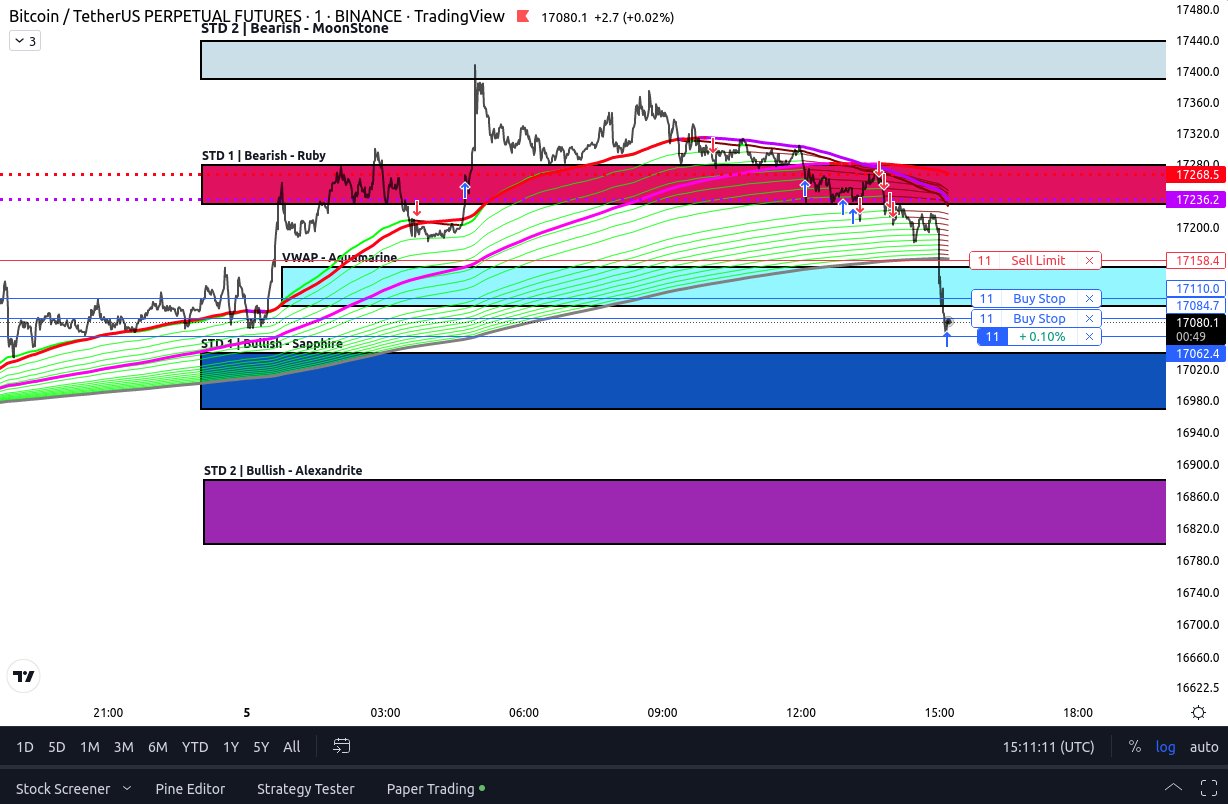 Bitcoin / TetherUS PERPETUAL FUTURES · 1 · BINANCE · TradingView 17080.1 +2.7 (+0.02%)
3
STD 2 | Bearish - MoonStone
STD 1 | Bearish - Ruby
VWAP - Aquamarine
STD 1 | Bullish - Sapphire
STD 2 | Bullish - Alexandrite
11 Sell Limit ×
11 Buy Stop ×
11 Buy Stop ×
11 + 0.10% ×
17480.0
17440.0
17400.0
17360.0
17320.0
17280.0
17268.5
17236.2
17200.0
17158.4
17110.0
17084.7
17080.1
00:49
17062.4
17020.0
16980.0
16940.0
16900.0
16860.0
16820.0
16780.0
16740.0
16700.0
16660.0
16622.5
21:00 5 03:00 06:00 09:00 12:00 15:00 18:00
1D 5D 1M 3M 6M YTD 1Y 5Y All 15:11:11 (UTC) % log auto
Stock Screener Pine Editor Strategy Tester Paper Trading